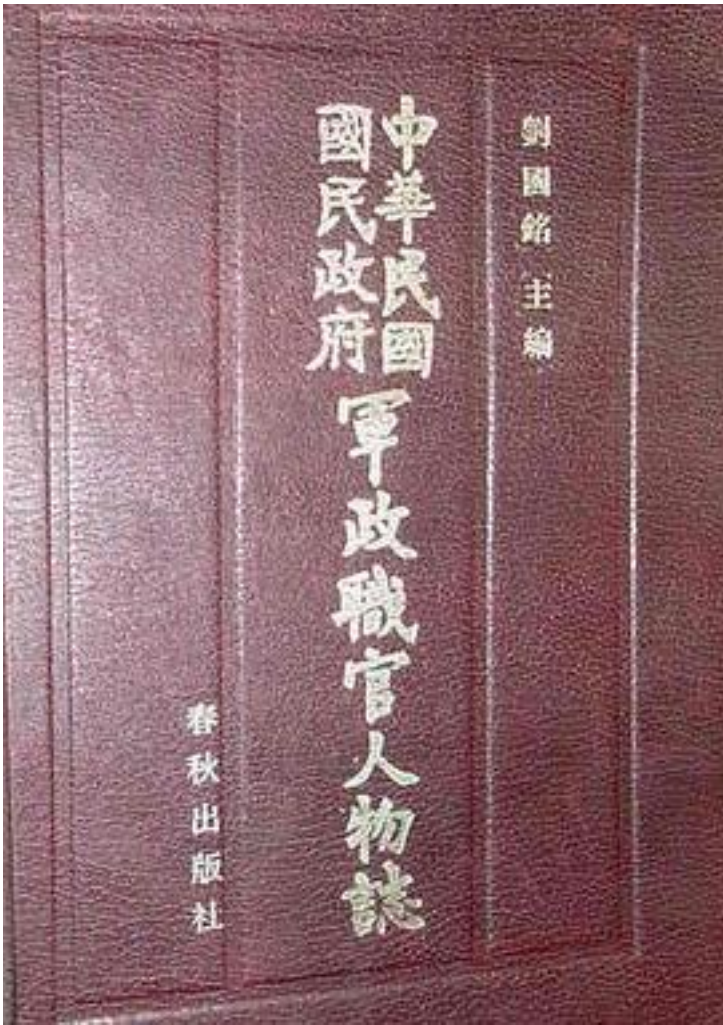 劉國銘 主編
中華民國
國民政府
軍政職官人物誌
春秋出版社